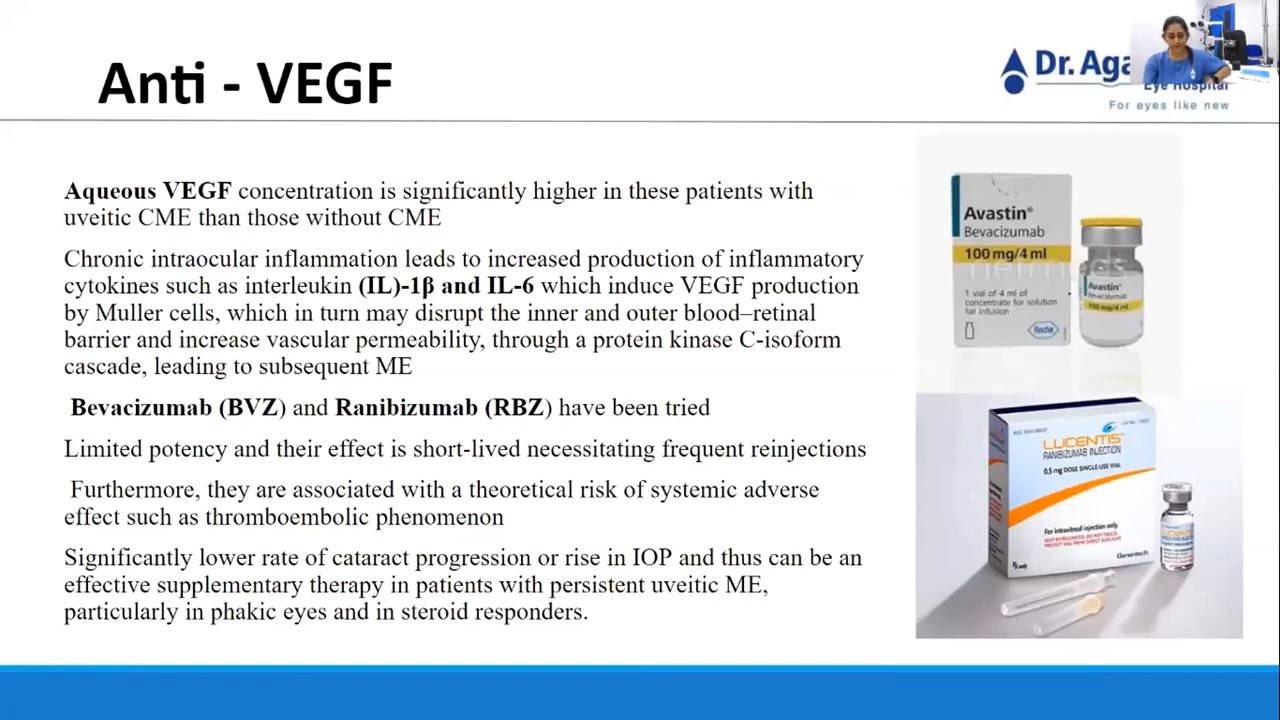 Anti - VEGF
Dr. Aga
Eye Hospital
For eyes like new
Aqueous VEGF concentration is significantly higher in these patients with
uveitic CME than those without CME
Chronic intraocular inflammation leads to increased production of inflammatory
cytokines such as interleukin (IL)-1β and IL-6 which induce VEGF production
by Muller cells, which in turn may disrupt the inner and outer blood–retinal
barrier and increase vascular permeability, through a protein kinase C-isoform
cascade, leading to subsequent ME
Bevacizumab (BVZ) and Ranibizumab (RBZ) have been tried
Limited potency and their effect is short-lived necessitating frequent reinjections
Furthermore, they are associated with a theoretical risk of systemic adverse
effect such as thromboembolic phenomenon
Significantly lower rate of cataract progression or rise in IOP and thus can be an
effective supplementary therapy in patients with persistent uveitic ME,
particularly in phakic eyes and in steroid responders.
Avastin®
Bevacizumab
100 mg/4 ml
1 vial of 4 ml of
concentrate for solution
for infusion
Roche
Avastin®
Bevacizumab
100 mg/4 ml
LUCENTIS
RANIBIZUMAB INJECTION
0.5 mg DOSE SINGLE-USE VIAL
For intravitreal injection only.
Rx only
Genentech